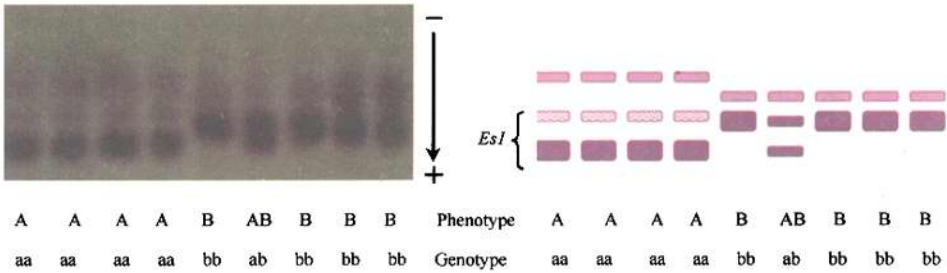 −
Es1
+
A A A A B AB B B B Phenotype A A A A B AB B B B
aa aa aa aa bb ab bb bb bb Genotype aa aa aa aa bb ab bb bb bb